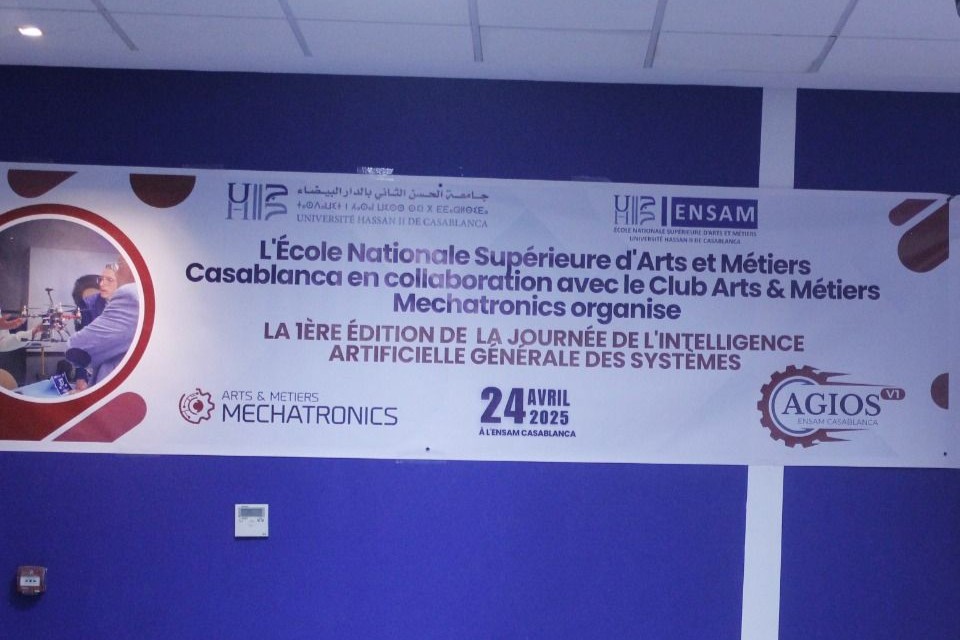 جامعة الحسن الثاني بالدار البيضاء
UNIVERSITÉ HASSAN II DE CASABLANCA
UH
ENSAM
ÉCOLE NATIONALE SUPÉRIEURE D'ARTS ET MÉTIERS
UNIVERSITÉ HASSAN II DE CASABLANCA
L'École Nationale Supérieure d'Arts et Métiers
Casablanca en collaboration avec le Club Arts & Métiers
Mechatronics organise
LA 1ÈRE ÉDITION DE LA JOURNÉE DE L'INTELLIGENCE
ARTIFICIELLE GÉNÉRALE DES SYSTÈMES
ARTS & METIERS
MECHATRONICS
24 AVRIL
2025
À L'ENSAM CASABLANCA
AGIOS V1
ENSAM CASABLANCA